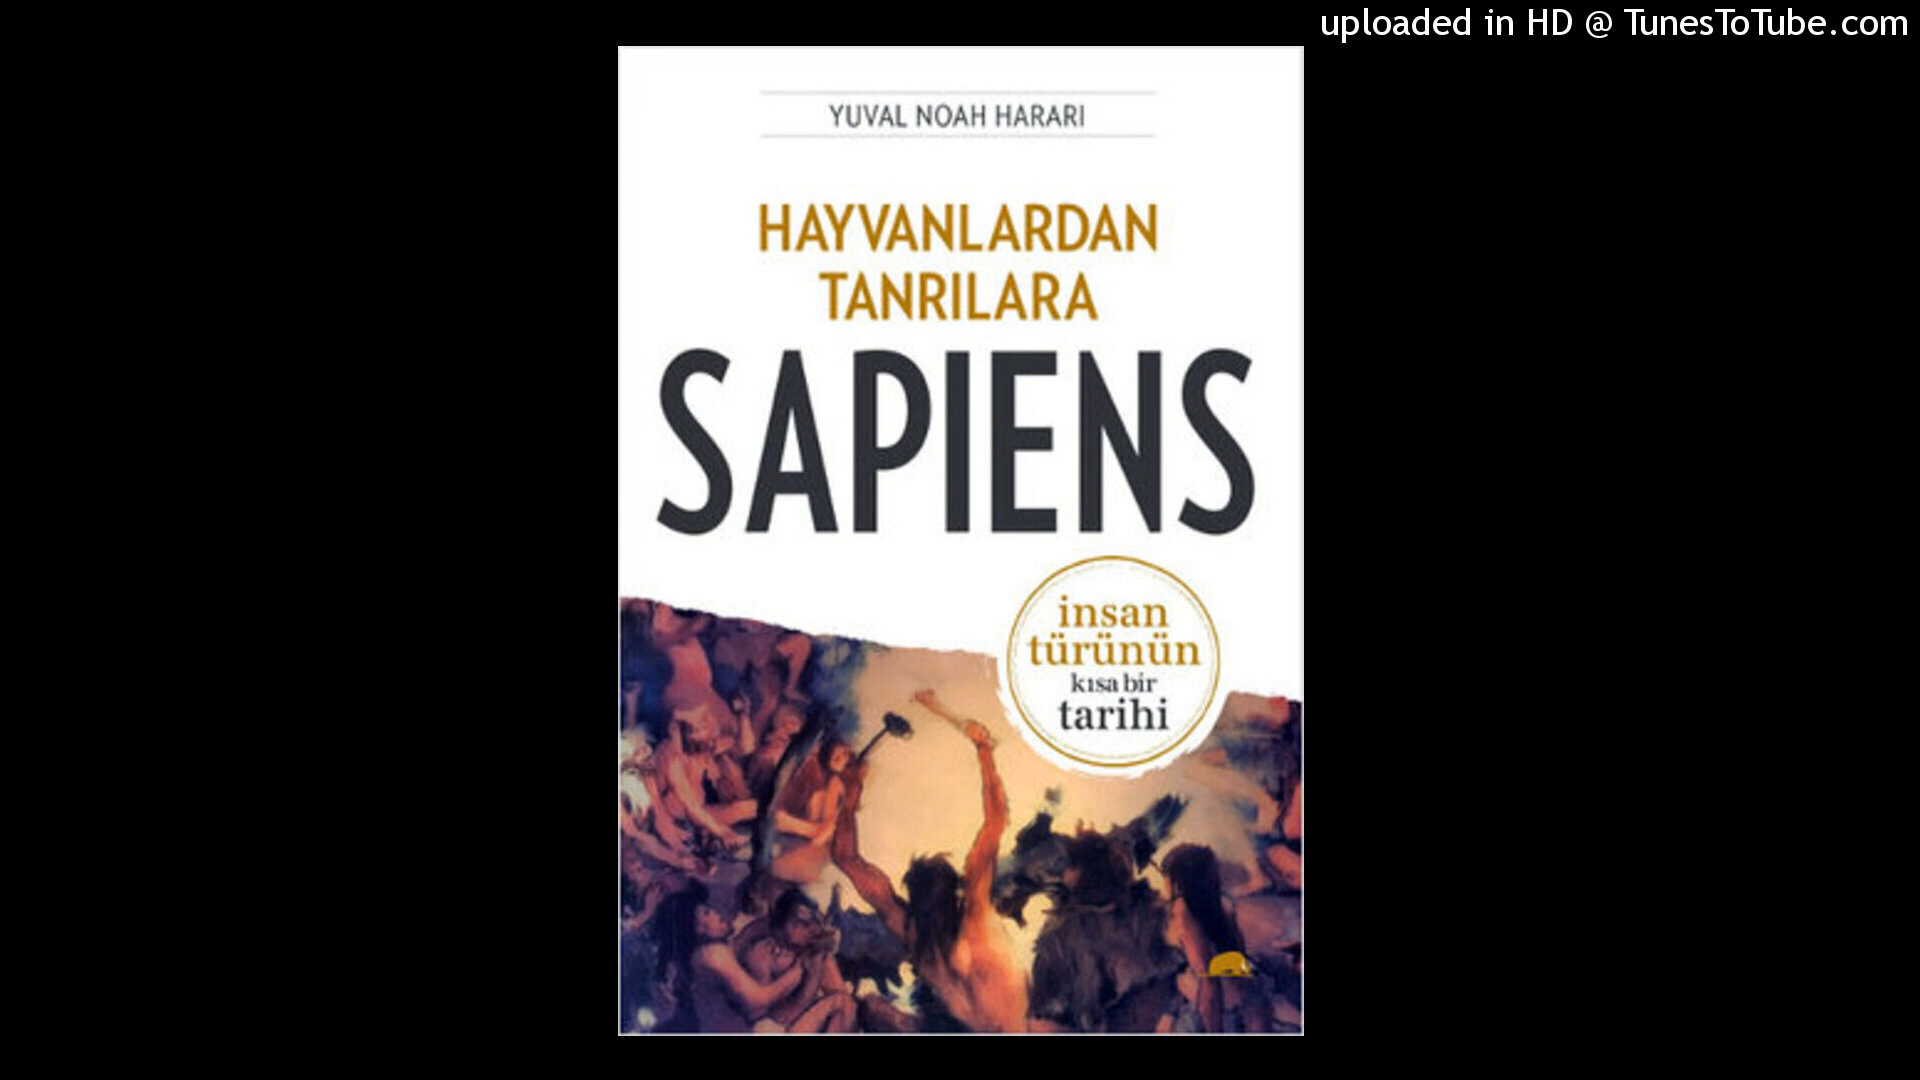 uploaded in HD @ TunesToTube.com
YUVAL NOAH HARARI
HAYVANLARDAN
TANRILARA
SAPIENS
insan
türünün
kısa bir
tarihi